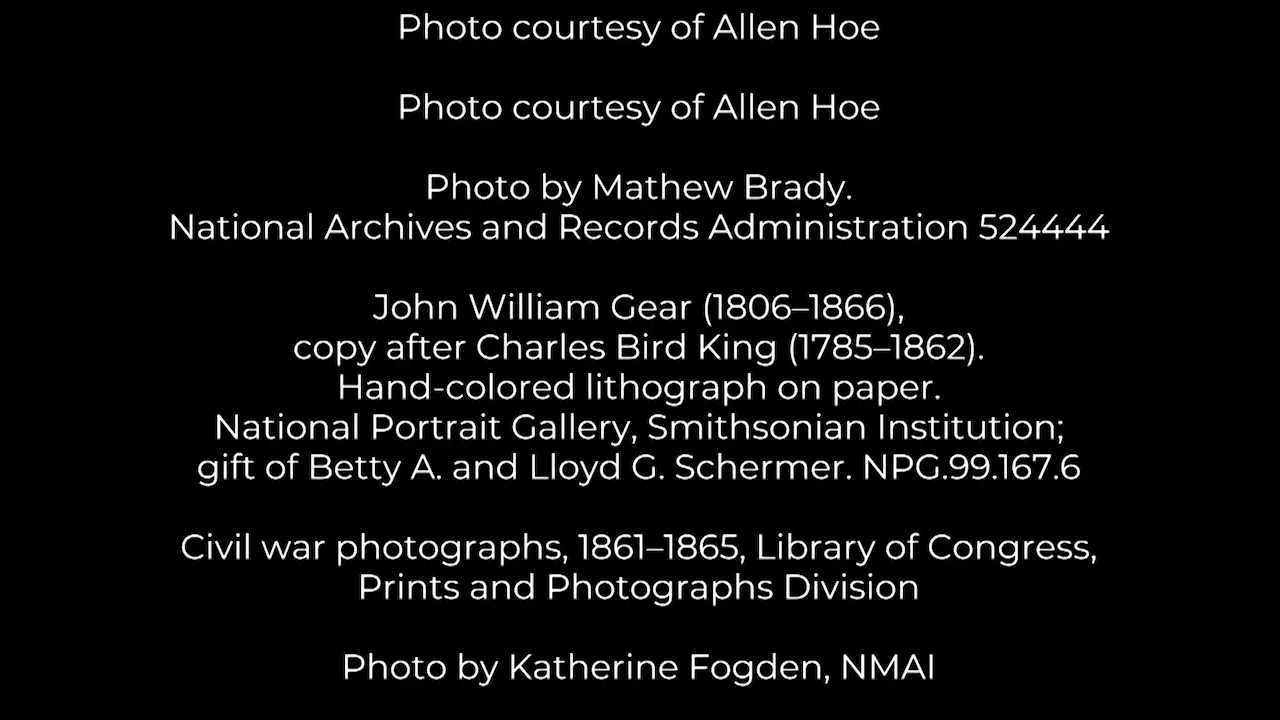 Photo courtesy of Allen Hoe
Photo courtesy of Allen Hoe
Photo by Mathew Brady.
National Archives and Records Administration 524444
John William Gear (1806–1866),
copy after Charles Bird King (1785–1862).
Hand-colored lithograph on paper.
National Portrait Gallery, Smithsonian Institution;
gift of Betty A. and Lloyd G. Schermer. NPG.99.167.6
Civil war photographs, 1861–1865, Library of Congress,
Prints and Photographs Division
Photo by Katherine Fogden, NMAI